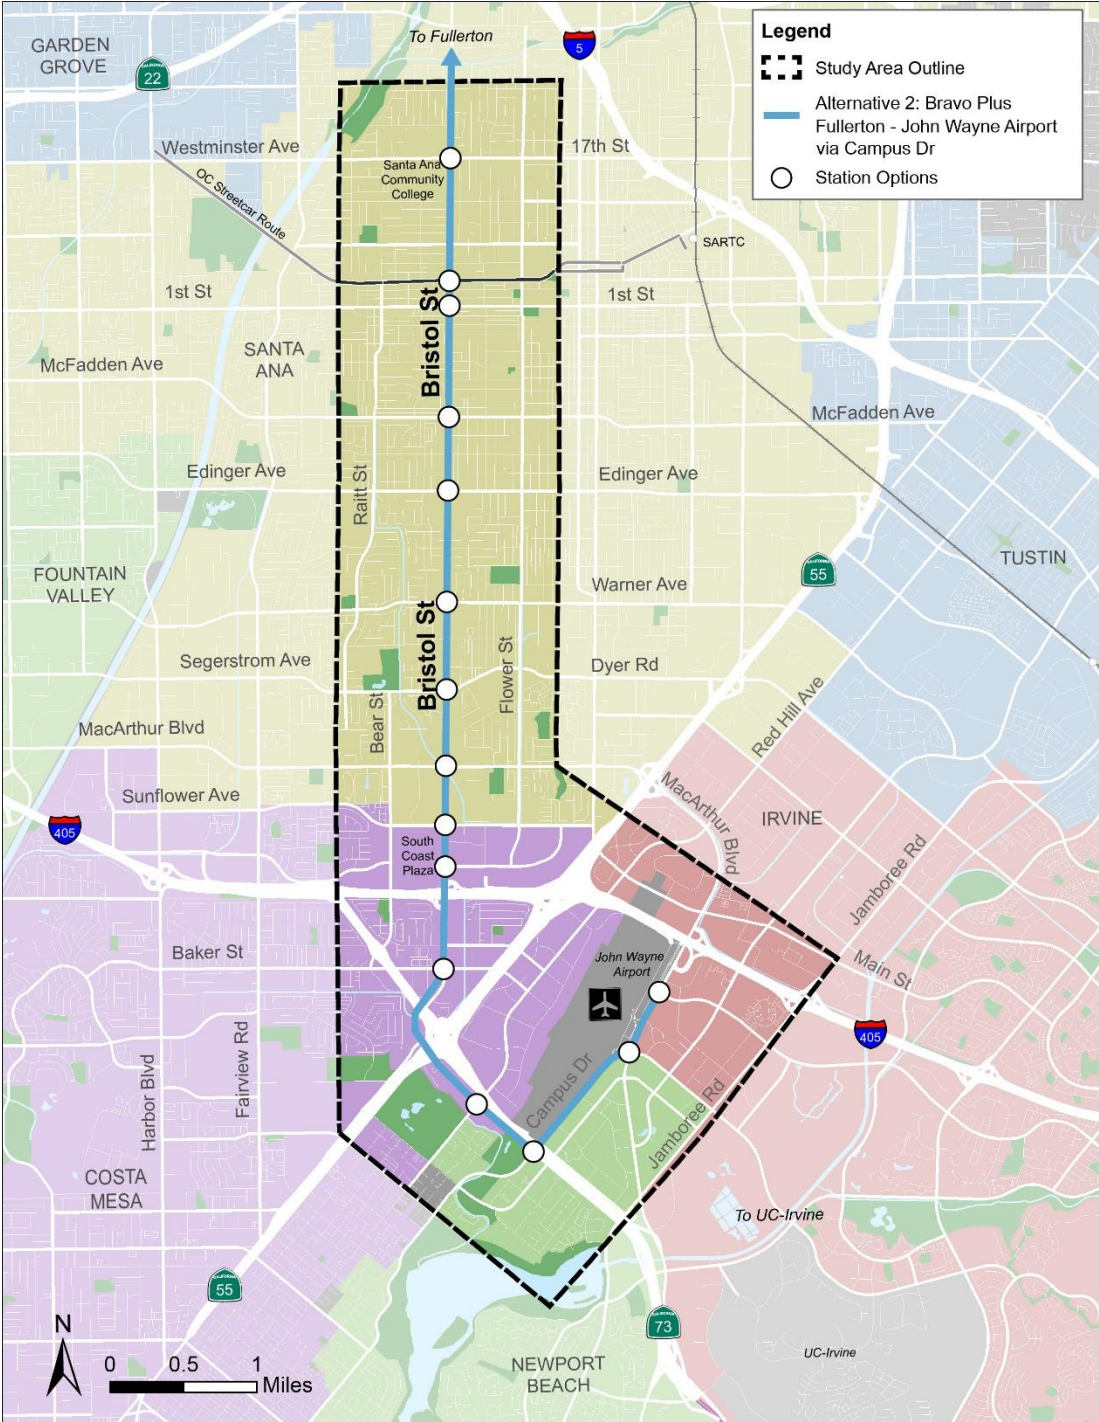 To Fullerton
GARDEN
GROVE
CALIFORNIA
22
5
Legend
Study Area Outline
Alternative 2: Bravo Plus
Fullerton - John Wayne Airport
via Campus Dr
Station Options
Westminster Ave
17th St
Santa Ana
Community
College
OC Streetcar Route
SARTC
1st St
1st St
Bristol St
SANTA
ANA
McFadden Ave
McFadden Ave
Edinger Ave
Edinger Ave
Raitt St
TUSTIN
FOUNTAIN
VALLEY
CALIFORNIA
55
Warner Ave
Bristol St
Segerstrom Ave
Dyer Rd
Flower St
Bear St
Red Hill Ave
MacArthur Blvd
MacArthur Blvd
Sunflower Ave
IRVINE
405
South
Coast
Plaza
Jamboree Rd
Baker St
John Wayne
Airport
Main St
405
Campus Dr
Fairview Rd
Harbor Blvd
Jamboree Rd
COSTA
MESA
To UC-Irvine
CALIFORNIA
55
CALIFORNIA
73
N
0 0.5 1
Miles
NEWPORT
BEACH
UC-Irvine